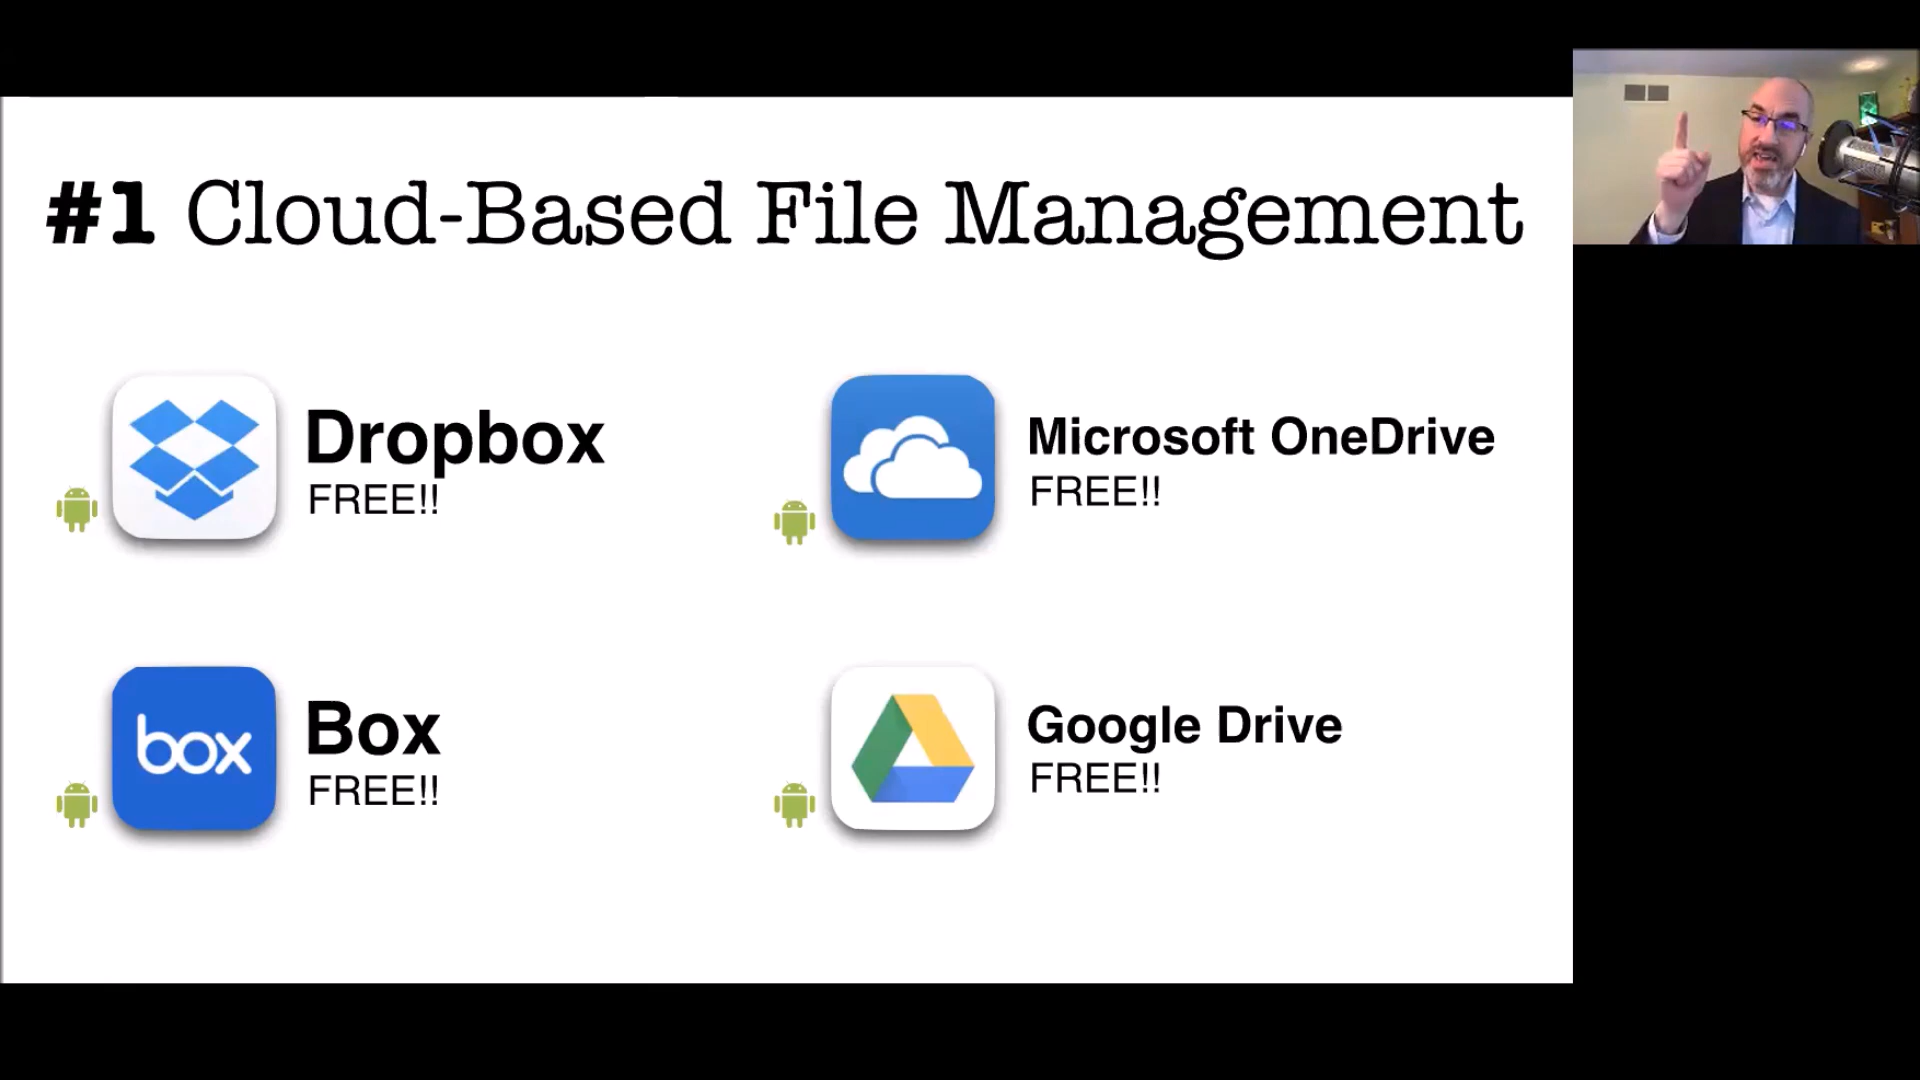 #1 Cloud-Based File Management
Dropbox
FREE!!
Microsoft OneDrive
FREE!!
box
Box
FREE!!
Google Drive
FREE!!